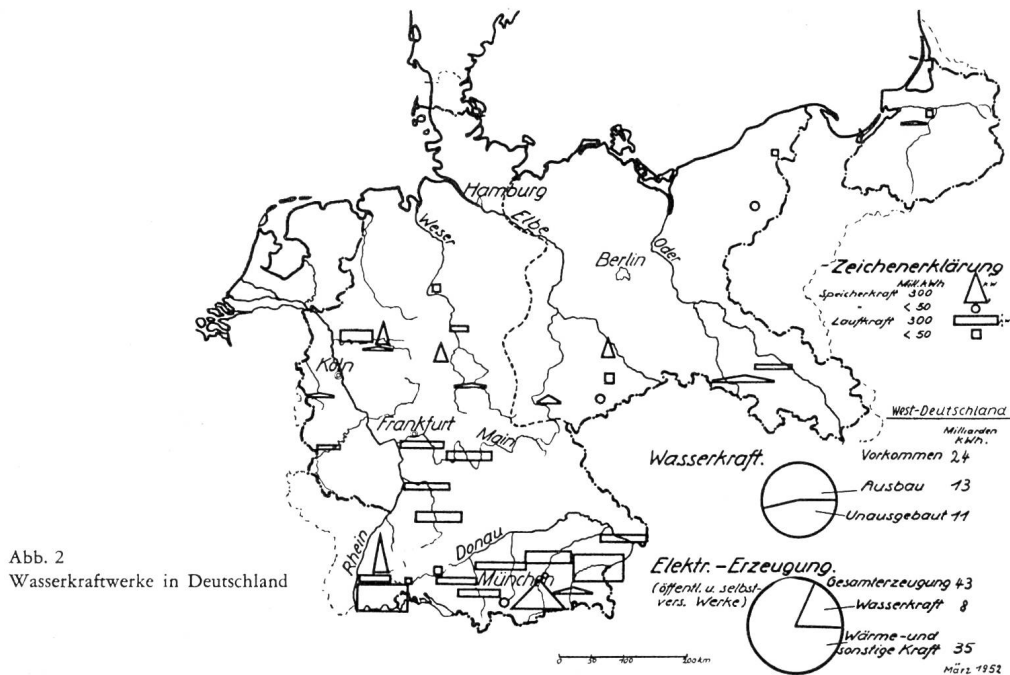 Hamburg
Elbe
Weser
Berlin
Oder
Köln
Frankfurt
Main
Rhein
Donau
München
Zeichenerklärung
Mill. kWh
kW
Speicherkraft 300
" < 50
Laufkraft 300
< 50
West-Deutschland
Milliarden
kWh.
Wasserkraft.
Vorkommen 24
Ausbau 13
Unausgebaut 11
Elektr.-Erzeugung.
(öffentl. u. selbst-
vers. Werke)
Gesamterzeugung 43
Wasserkraft 8
Wärme- und
sonstige Kraft 35
März 1952
0 50 100 200 km
Abb. 2
Wasserkraftwerke in Deutschland